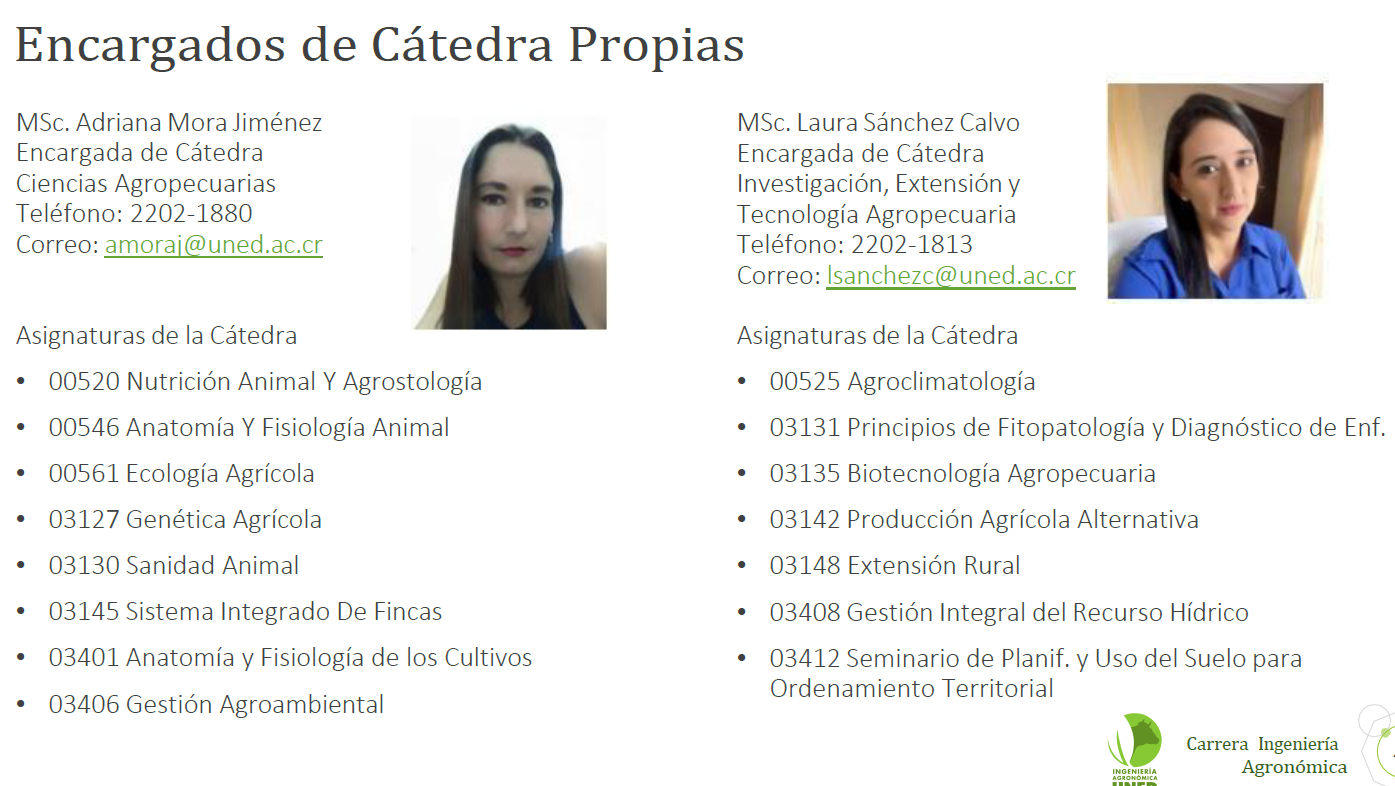 Encargados de Cátedra Propias
MSc. Adriana Mora Jiménez
Encargada de Cátedra
Ciencias Agropecuarias
Teléfono: 2202-1880
Correo: amoraj@uned.ac.cr
Asignaturas de la Cátedra
• 00520 Nutrición Animal Y Agrostología
• 00546 Anatomía Y Fisiología Animal
• 00561 Ecología Agrícola
• 03127 Genética Agrícola
• 03130 Sanidad Animal
• 03145 Sistema Integrado De Fincas
• 03401 Anatomía y Fisiología de los Cultivos
• 03406 Gestión Agroambiental
MSc. Laura Sánchez Calvo
Encargada de Cátedra
Investigación, Extensión y
Tecnología Agropecuaria
Teléfono: 2202-1813
Correo: lsanchezc@uned.ac.cr
Asignaturas de la Cátedra
• 00525 Agroclimatología
• 03131 Principios de Fitopatología y Diagnóstico de Enf.
• 03135 Biotecnología Agropecuaria
• 03142 Producción Agrícola Alternativa
• 03148 Extensión Rural
• 03408 Gestión Integral del Recurso Hídrico
• 03412 Seminario de Planif. y Uso del Suelo para
Ordenamiento Territorial
INGENIERÍA
AGRONÓMICA
UNED
Carrera Ingeniería
Agronómica